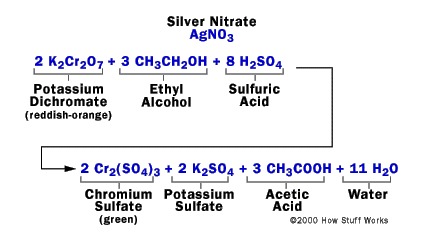 Silver Nitrate
AgNO₃
2 K₂Cr₂O₇ + 3 CH₃CH₂OH + 8 H₂SO₄
Potassium Dichromate (reddish-orange)
Ethyl Alcohol
Sulfuric Acid
2 Cr₂(SO₄)₃ + 2 K₂SO₄ + 3 CH₃COOH + 11 H₂O
Chromium Sulfate (green)
Potassium Sulfate
Acetic Acid
Water
©2000 How Stuff Works